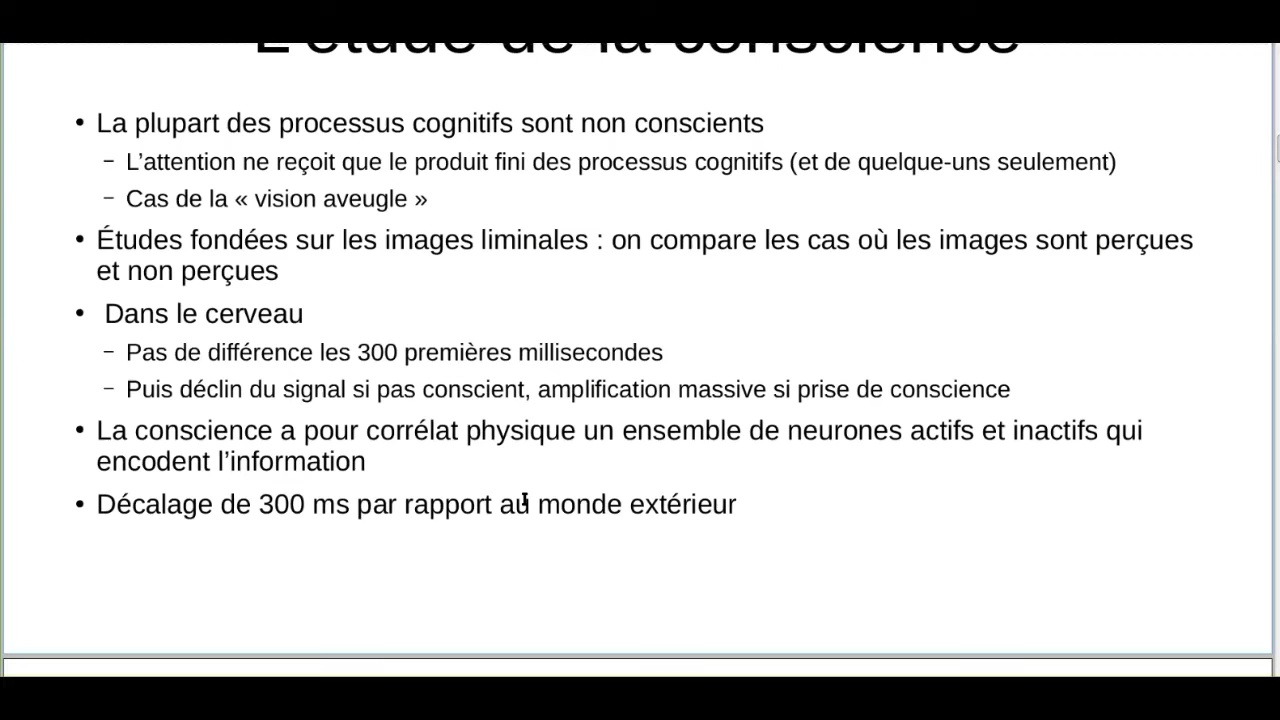 L'étude de la conscience
• La plupart des processus cognitifs sont non conscients
– L’attention ne reçoit que le produit fini des processus cognitifs (et de quelque-uns seulement)
– Cas de la « vision aveugle »
• Études fondées sur les images liminales : on compare les cas où les images sont perçues
et non perçues
• Dans le cerveau
– Pas de différence les 300 premières millisecondes
– Puis déclin du signal si pas conscient, amplification massive si prise de conscience
• La conscience a pour corrélat physique un ensemble de neurones actifs et inactifs qui
encodent l’information
• Décalage de 300 ms par rapport au monde extérieur